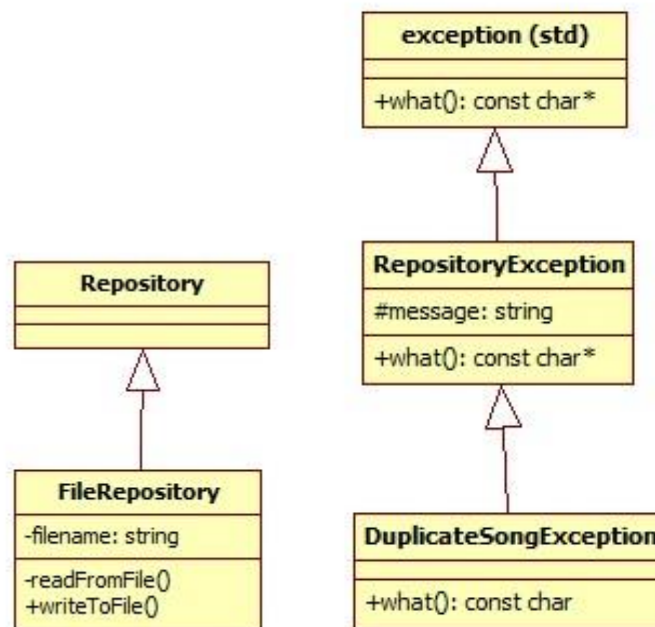 exception (std)
+what(): const char*
RepositoryException
#message: string
+what(): const char*
DuplicateSongException
+what(): const char
Repository
FileRepository
-filename: string
-readFromFile()
+writeToFile()